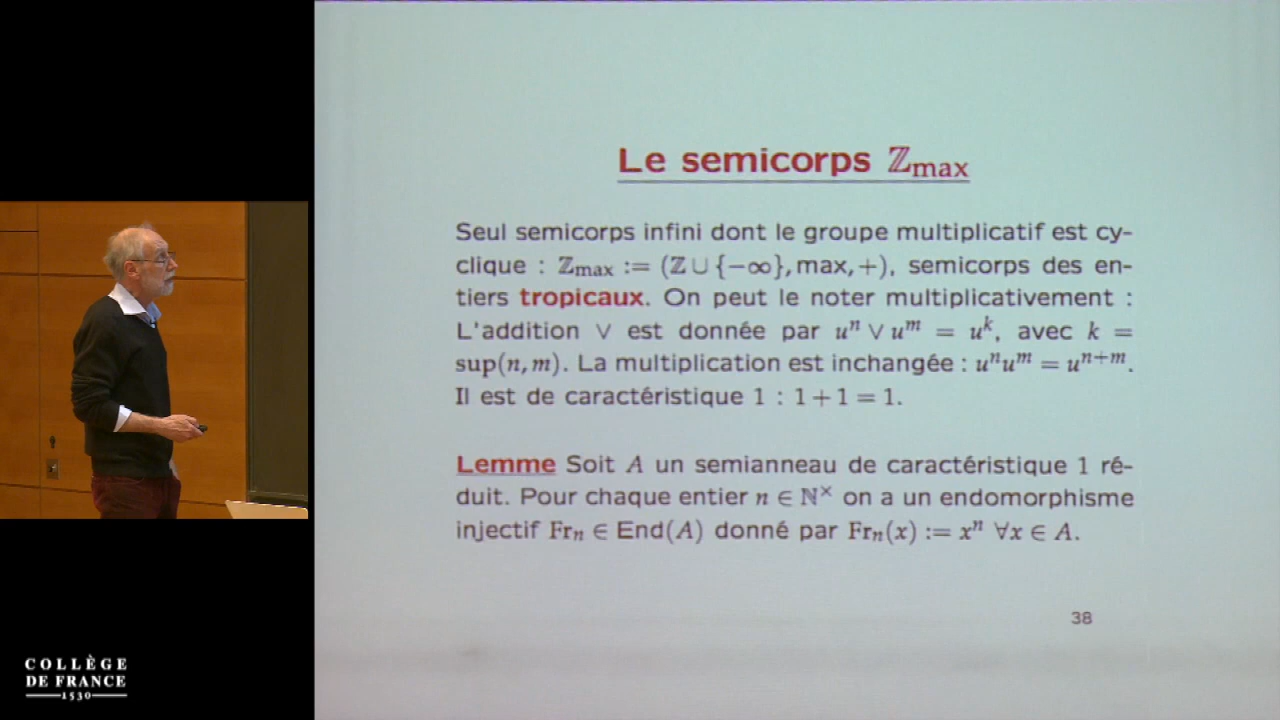 Le semicorps ℤmax
Seul semicorps infini dont le groupe multiplicatif est cy-
clique : ℤmax := (ℤ ∪ {−∞}, max, +), semicorps des en-
tiers tropicaux. On peut le noter multiplicativement :
L'addition ∨ est donnée par uⁿ ∨ uᵐ = uᵏ, avec k =
sup(n, m). La multiplication est inchangée : uⁿuᵐ = uⁿ⁺ᵐ.
Il est de caractéristique 1 : 1 + 1 = 1.
Lemme Soit A un semianneau de caractéristique 1 ré-
duit. Pour chaque entier n ∈ ℕ× on a un endomorphisme
injectif Frₙ ∈ End(A) donné par Frₙ(x) := xⁿ ∀x ∈ A.
38
COLLÈGE
DE FRANCE
1530